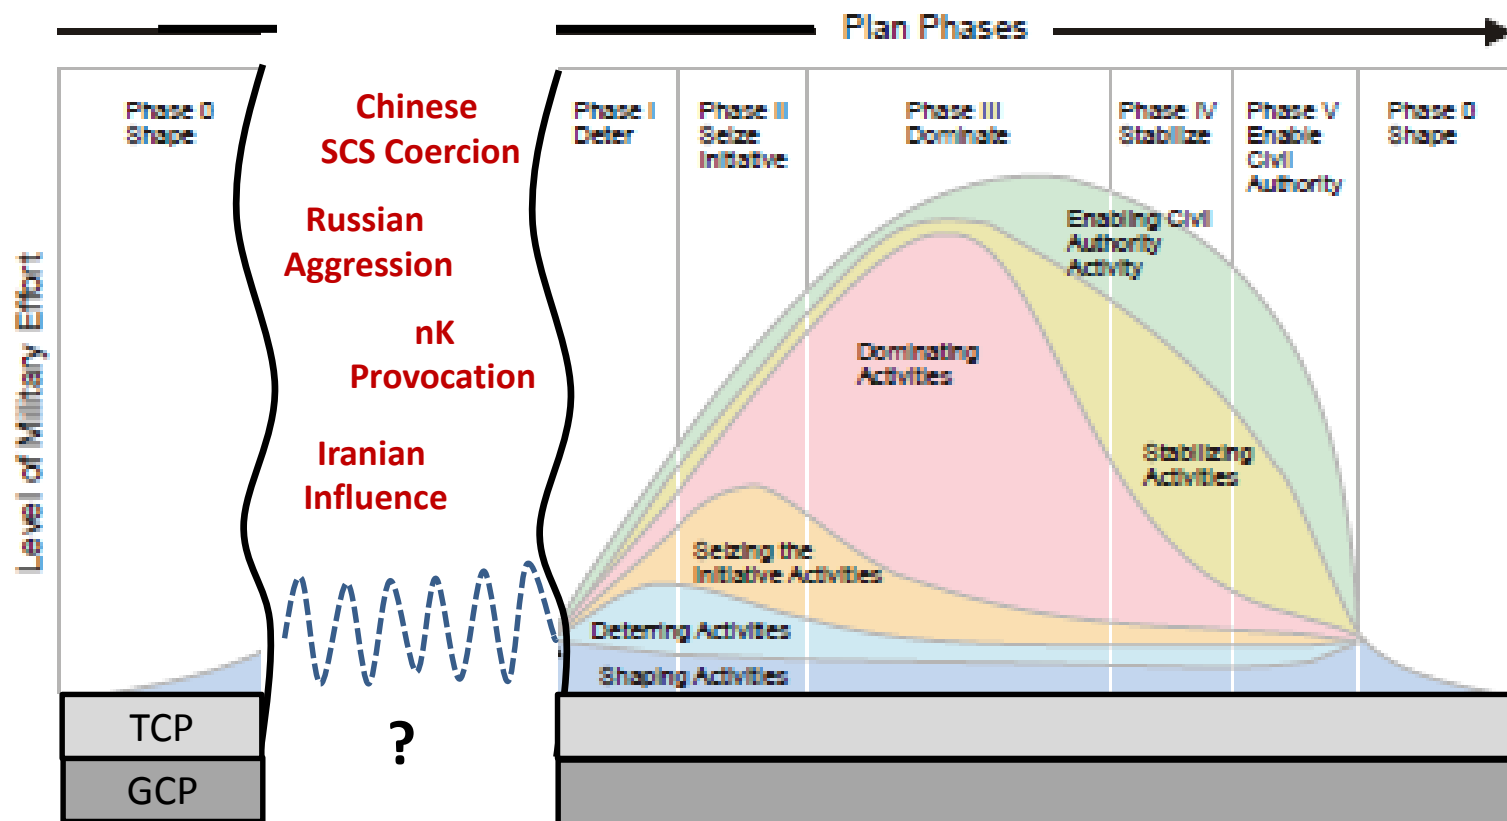 Plan Phases
Phase 0
Shape
Chinese
SCS Coercion
Russian
Aggression
nK
Provocation
Iranian
Influence
Phase I
Deter
Phase II
Seize
Initiative
Phase III
Dominate
Phase IV
Stabilize
Phase V
Enable
Civil
Authority
Phase 0
Shape
Level of Military Effort
Enabling Civil
Authority
Activity
Dominating
Activities
Stabilizing
Activities
Seizing the
Initiative Activities
Deterring Activities
Shaping Activities
TCP
?
GCP